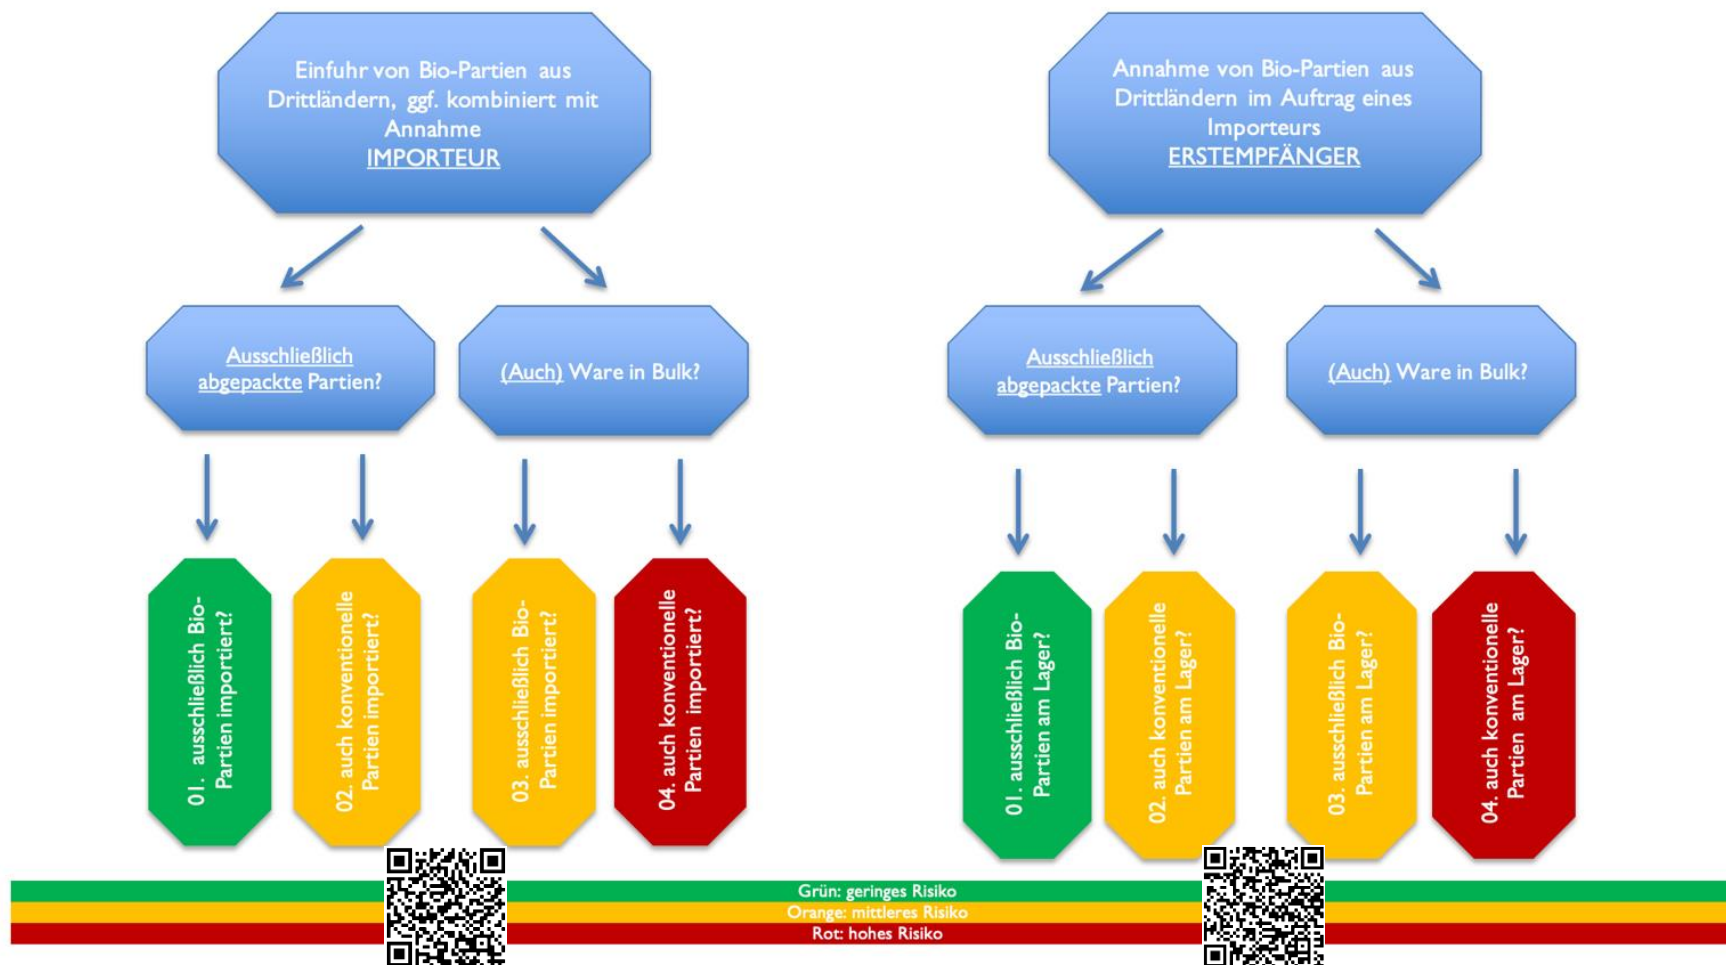 Einfuhr von Bio-Partien aus
Drittländern, ggf. kombiniert mit
Annahme
IMPORTEUR
Annahme von Bio-Partien aus
Drittländern im Auftrag eines
Importeurs
ERSTEMPFÄNGER
Ausschließlich
abgepackte Partien?
(Auch) Ware in Bulk?
Ausschließlich
abgepackte Partien?
(Auch) Ware in Bulk?
01. ausschließlich Bio-
Partien importiert?
02. auch konventionelle
Partien importiert?
03. ausschließlich Bio-
Partien importiert?
04. auch konventionelle
Partien importiert?
01. ausschließlich Bio-
Partien am Lager?
02. auch konventionelle
Partien am Lager?
03. ausschließlich Bio-
Partien am Lager?
04. auch konventionelle
Partien am Lager?
Grün: geringes Risiko
Orange: mittleres Risiko
Rot: hohes Risiko